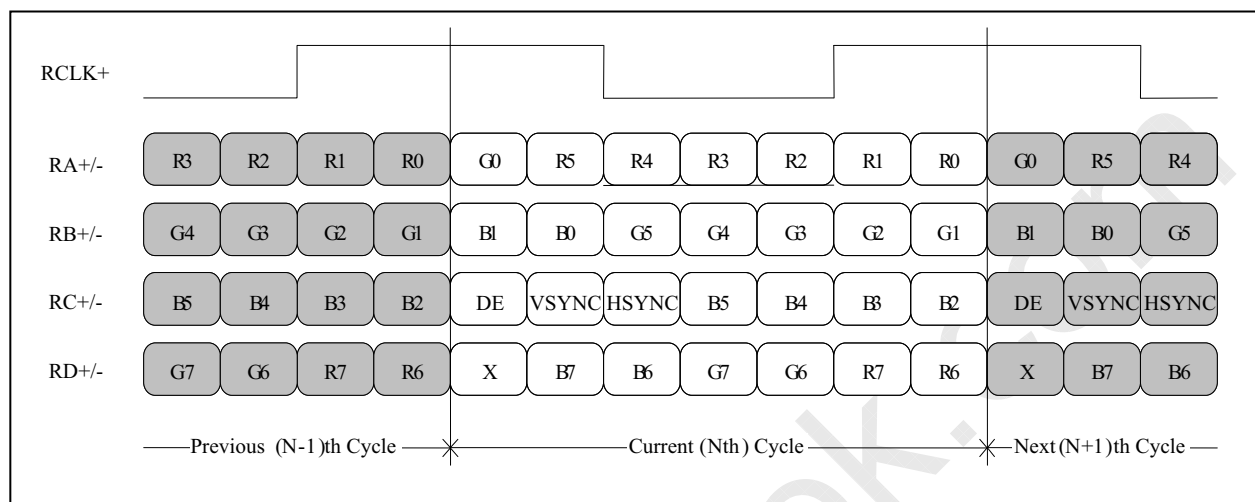 RCLK+
RA+/- R3 R2 R1 R0 G0 R5 R4 R3 R2 R1 R0 G0 R5 R4
RB+/- G4 G3 G2 G1 B1 B0 G5 G4 G3 G2 G1 B1 B0 G5
RC+/- B5 B4 B3 B2 DE VSYNC HSYNC B5 B4 B3 B2 DE VSYNC HSYNC
RD+/- G7 G6 R7 R6 X B7 B6 G7 G6 R7 R6 X B7 B6
Previous (N-1)th Cycle Current (Nth) Cycle Next (N+1)th Cycle